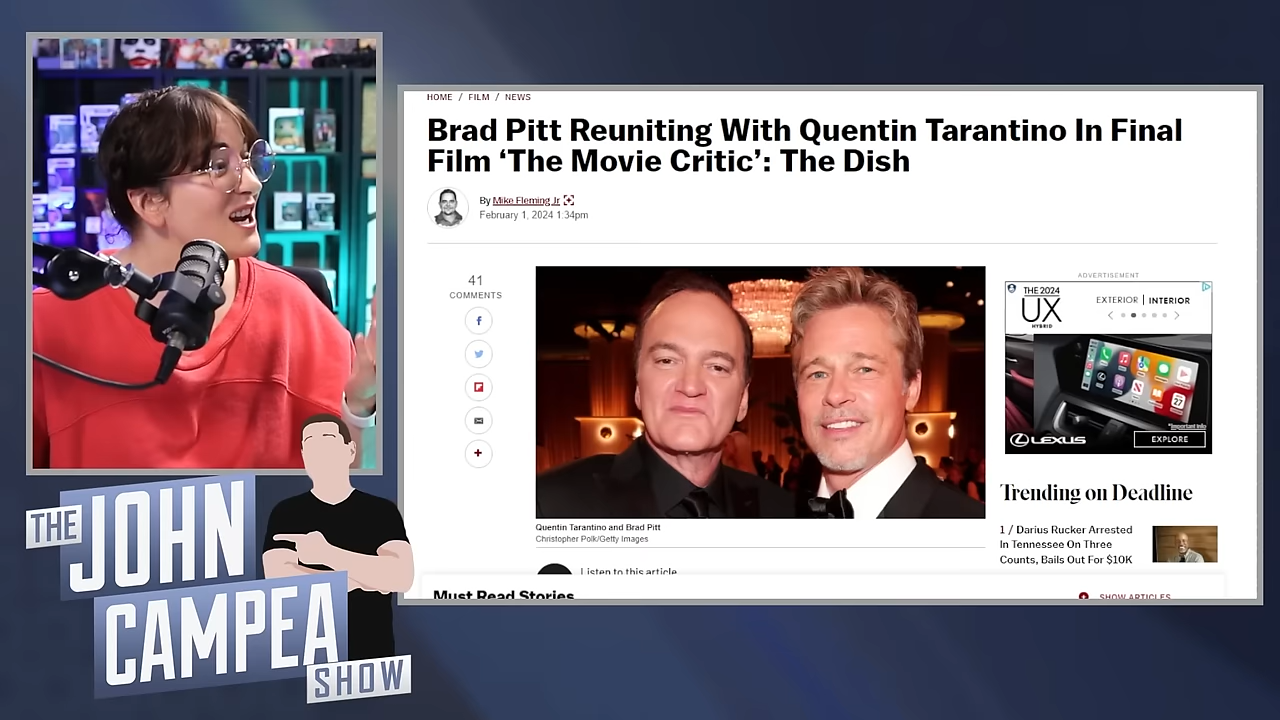 HOME / FILM / NEWS
Brad Pitt Reuniting With Quentin Tarantino In Final
Film ‘The Movie Critic’: The Dish
By Mike Fleming Jr
February 1, 2024 1:34pm
41
COMMENTS
Quentin Tarantino and Brad Pitt
Christopher Polk/Getty Images
Listen to this article
Must Read Stories
SHOW ARTICLES
ADVERTISEMENT
THE 2024
UX
HYBRID
EXTERIOR | INTERIOR
*Important Info
LEXUS
EXPLORE
Trending on Deadline
1 / Darius Rucker Arrested
In Tennessee On Three
Counts, Bails Out For $10K
THE
JOHN
CAMPEA
SHOW